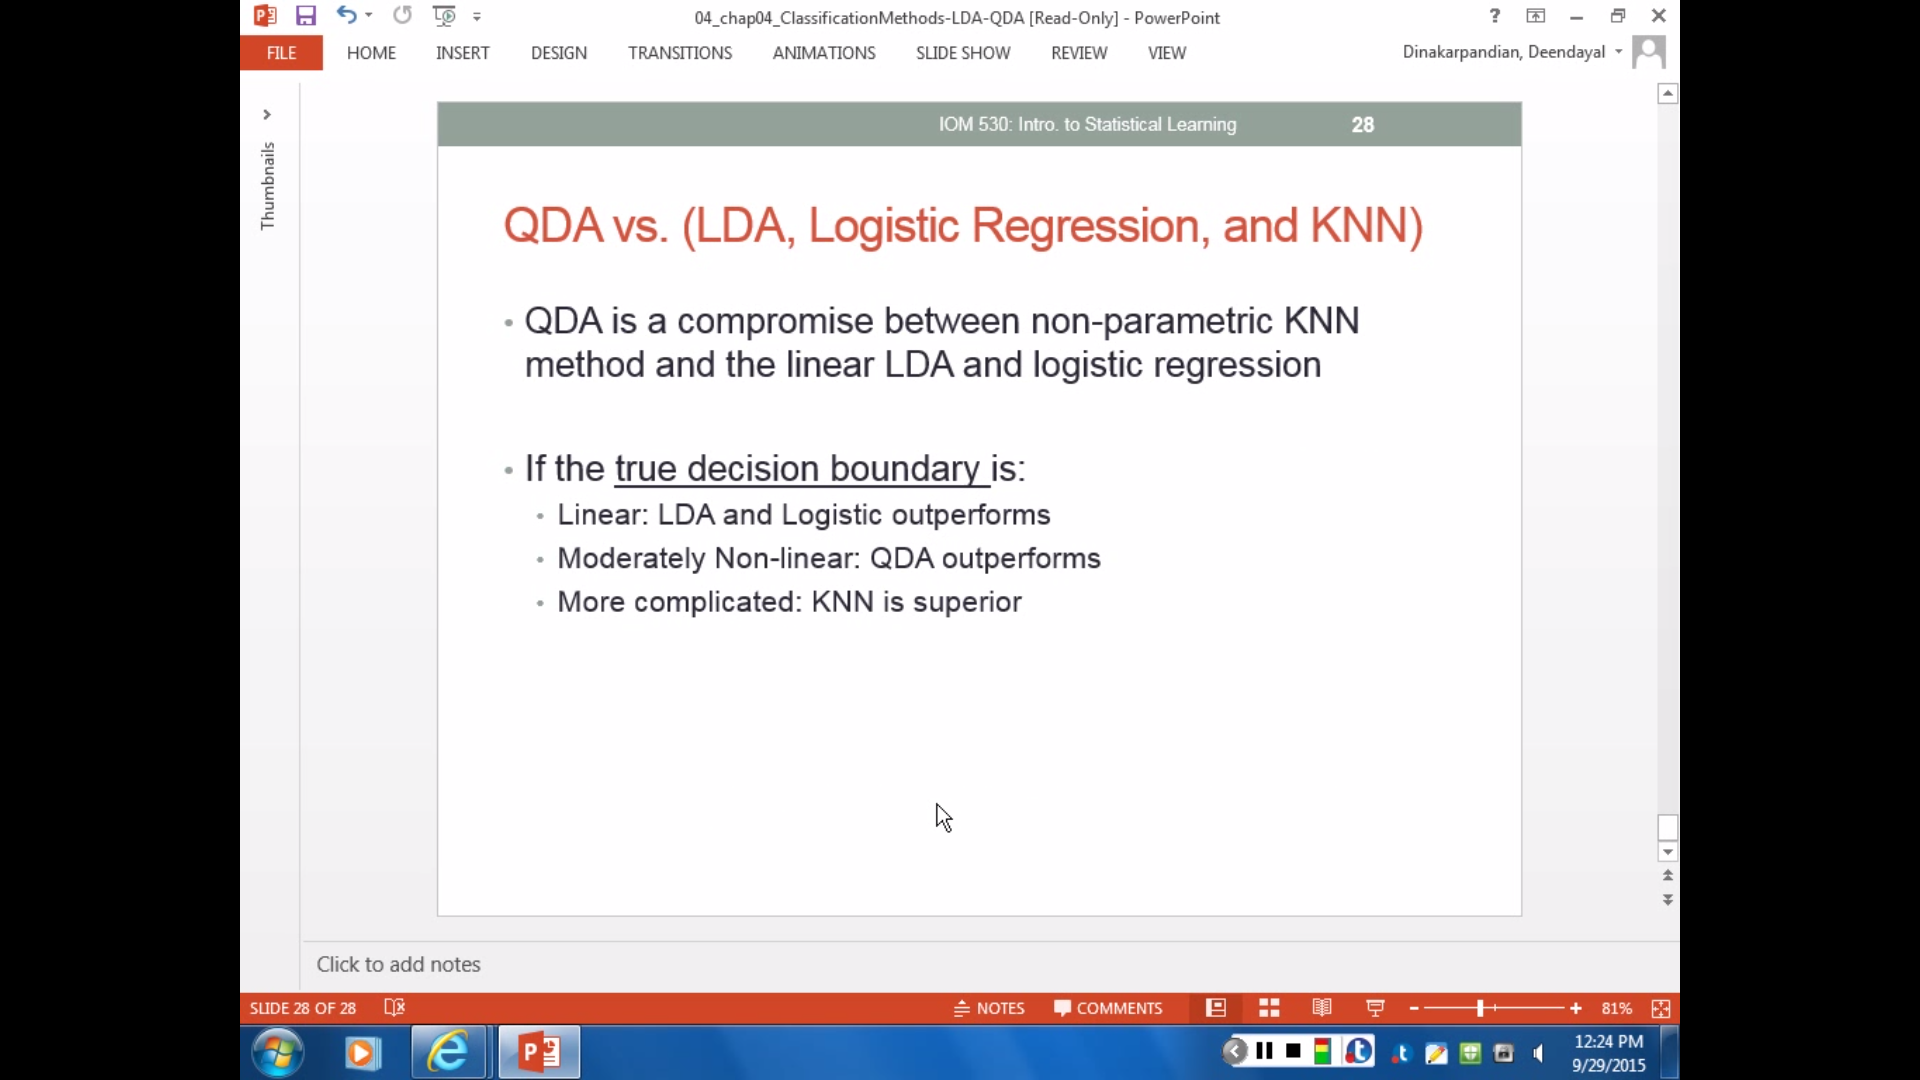 04_chap04_ClassificationMethods-LDA-QDA [Read-Only] - PowerPoint
?
FILE HOME INSERT DESIGN TRANSITIONS ANIMATIONS SLIDE SHOW REVIEW VIEW
Dinakarpandian, Deendayal
Thumbnails
IOM 530: Intro. to Statistical Learning 28
QDA vs. (LDA, Logistic Regression, and KNN)
• QDA is a compromise between non-parametric KNN
method and the linear LDA and logistic regression
• If the true decision boundary is:
• Linear: LDA and Logistic outperforms
• Moderately Non-linear: QDA outperforms
• More complicated: KNN is superior
Click to add notes
SLIDE 28 OF 28 NOTES COMMENTS 81%
12:24 PM
9/29/2015